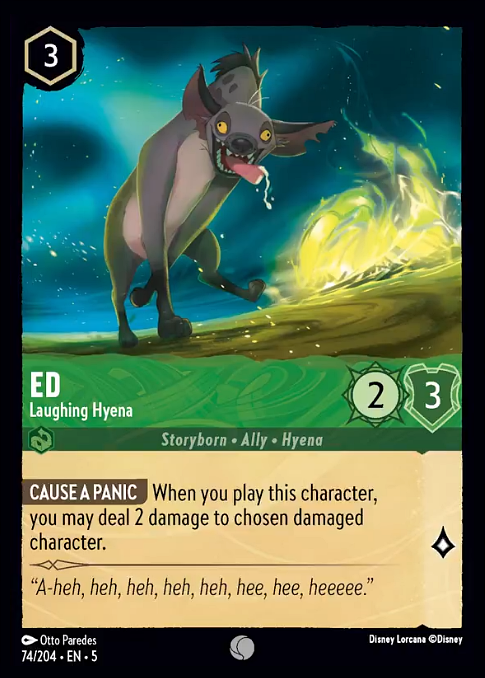 3
ED
Laughing Hyena
2
3
Storyborn • Ally • Hyena
CAUSE A PANIC When you play this character,
you may deal 2 damage to chosen damaged
character.
“A-heh, heh, heh, heh, heh, hee, hee, heeeee.”
Otto Paredes
Disney Lorcana ©Disney
74/204 • EN • 5